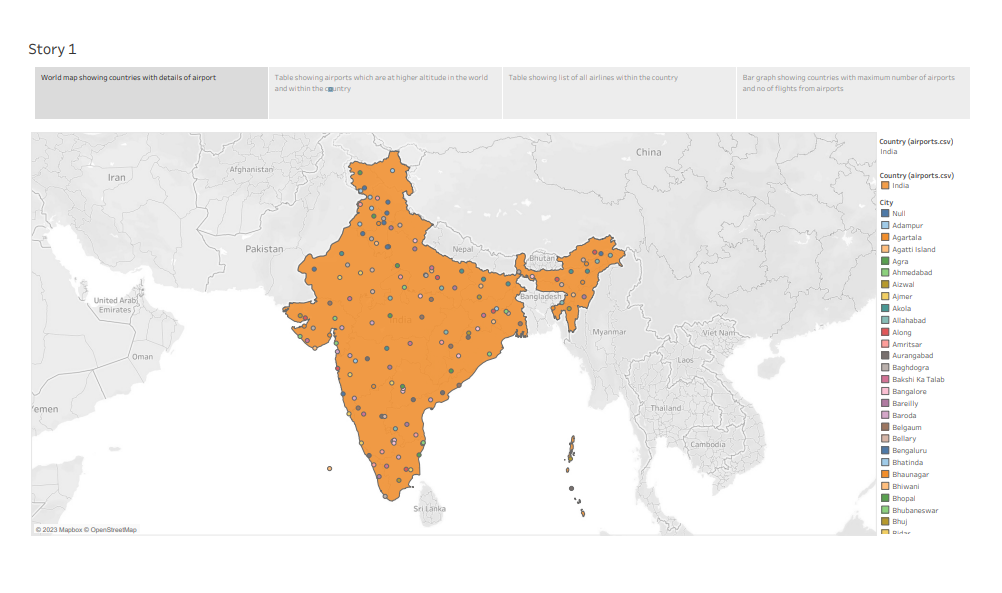 Story 1
World map showing countries with details of airport
Table showing airports which are at higher altitude in the world
and within the country
Table showing list of all airlines within the country
Bar graph showing countries with maximum number of airports
and no of flights from airports
China
Iran
Afghanistan
Pakistan
Nepal
Bhutan
Bangladesh
United Arab
Emirates
Oman
Myanmar
Viet Nam
Laos
Thailand
Cambodia
Yemen
Sri Lanka
© 2023 Mapbox © OpenStreetMap
Country (airports.csv)
India
Country (airports.csv)
India
City
Null
Adampur
Agartala
Agatti Island
Agra
Ahmedabad
Aizwal
Ajmer
Akola
Allahabad
Along
Amritsar
Aurangabad
Baghdogra
Bakshi Ka Talab
Bangalore
Bareilly
Baroda
Belgaum
Bellary
Bengaluru
Bhatinda
Bhaunagar
Bhiwani
Bhopal
Bhubaneswar
Bhuj